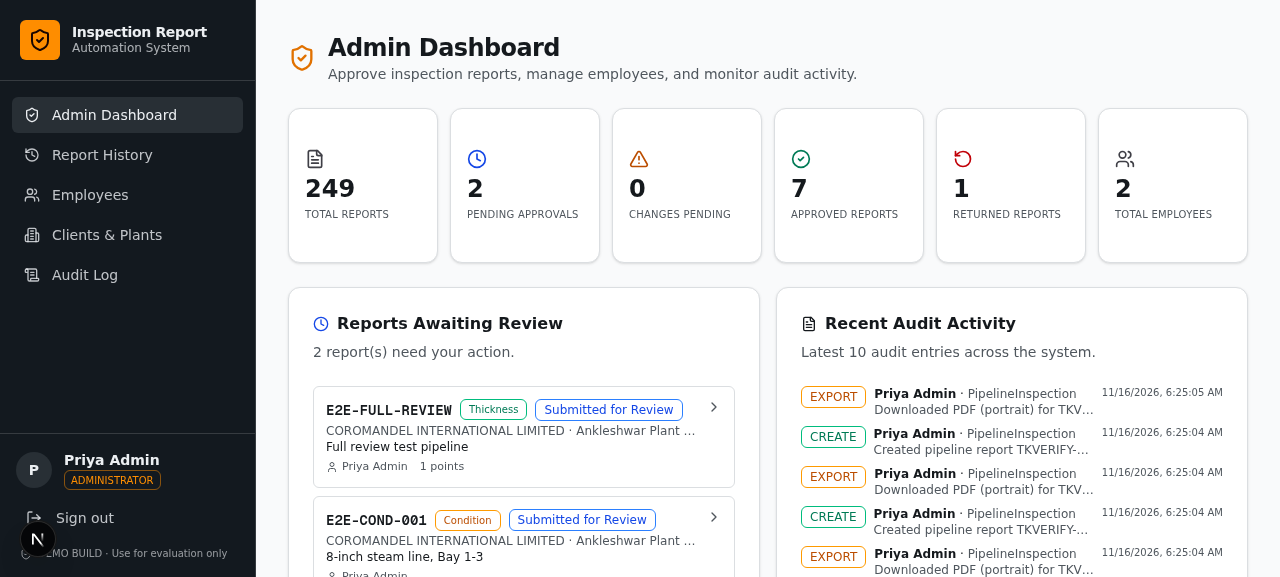 Inspection Report
Automation System
Admin Dashboard
Report History
Employees
Clients & Plants
Audit Log
P
Priya Admin
ADMINISTRATOR
Sign out
N
EMO BUILD · Use for evaluation only
Admin Dashboard
Approve inspection reports, manage employees, and monitor audit activity.
249
TOTAL REPORTS
2
PENDING APPROVALS
0
CHANGES PENDING
7
APPROVED REPORTS
1
RETURNED REPORTS
2
TOTAL EMPLOYEES
Reports Awaiting Review
2 report(s) need your action.
E2E-FULL-REVIEW Thickness Submitted for Review
COROMANDEL INTERNATIONAL LIMITED · Ankleshwar Plant ...
Full review test pipeline
Priya Admin 1 points
E2E-COND-001 Condition Submitted for Review
COROMANDEL INTERNATIONAL LIMITED · Ankleshwar Plant ...
8-inch steam line, Bay 1-3
Priya Admin
Recent Audit Activity
Latest 10 audit entries across the system.
EXPORT Priya Admin · PipelineInspection 11/16/2026, 6:25:05 AM
Downloaded PDF (portrait) for TKV...
CREATE Priya Admin · PipelineInspection 11/16/2026, 6:25:04 AM
Created pipeline report TKVERIFY-...
EXPORT Priya Admin · PipelineInspection 11/16/2026, 6:25:04 AM
Downloaded PDF (portrait) for TKV...
CREATE Priya Admin · PipelineInspection 11/16/2026, 6:25:04 AM
Created pipeline report TKVERIFY-...
EXPORT Priya Admin · PipelineInspection 11/16/2026, 6:25:04 AM
Downloaded PDF (portrait) for TKV...